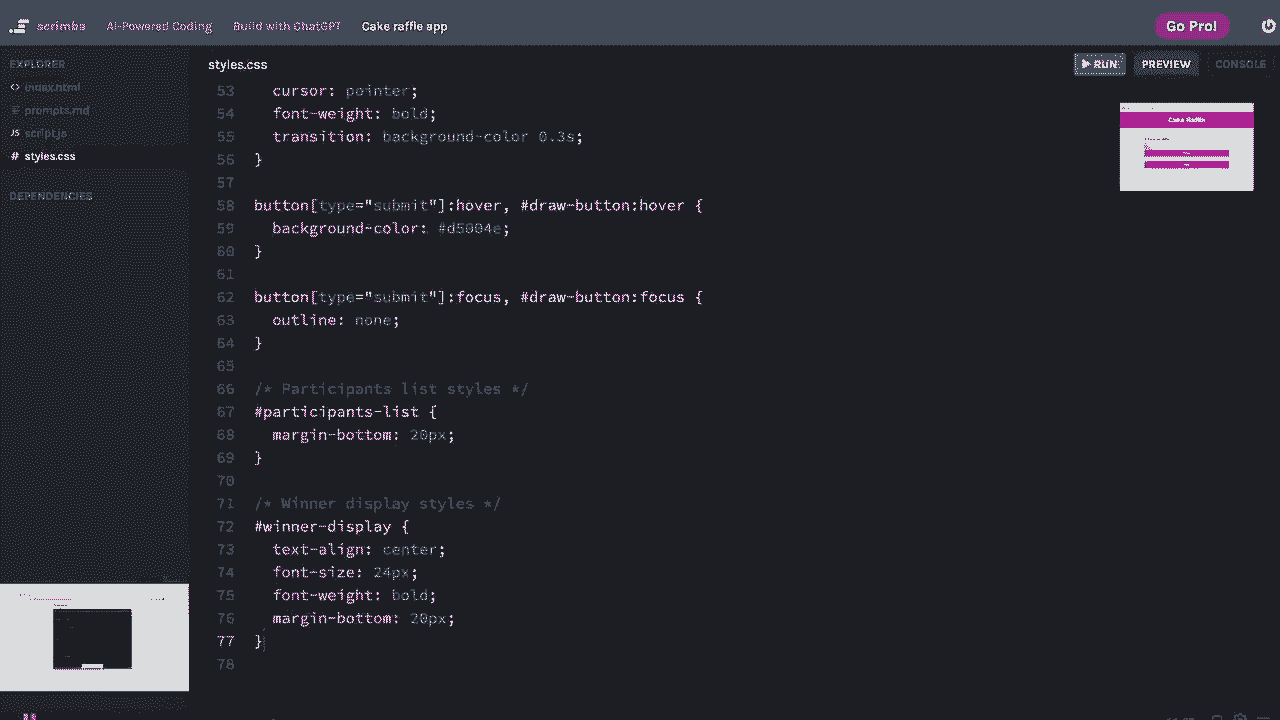 scrimba AI-Powered Coding Build with ChatGPT Cake raffle app Go Pro!
EXPLORER
index.html
prompts.md
script.js
styles.css
DEPENDENCIES
styles.css
RUN PREVIEW CONSOLE
Cake Raffle
53 cursor: pointer;
54 font-weight: bold;
55 transition: background-color 0.3s;
56 }
57
58 button[type="submit"]:hover, #draw-button:hover {
59 background-color: #d5004e;
60 }
61
62 button[type="submit"]:focus, #draw-button:focus {
63 outline: none;
64 }
65
66 /* Participants list styles */
67 #participants-list {
68 margin-bottom: 20px;
69 }
70
71 /* Winner display styles */
72 #winner-display {
73 text-align: center;
74 font-size: 24px;
75 font-weight: bold;
76 margin-bottom: 20px;
77 }
78